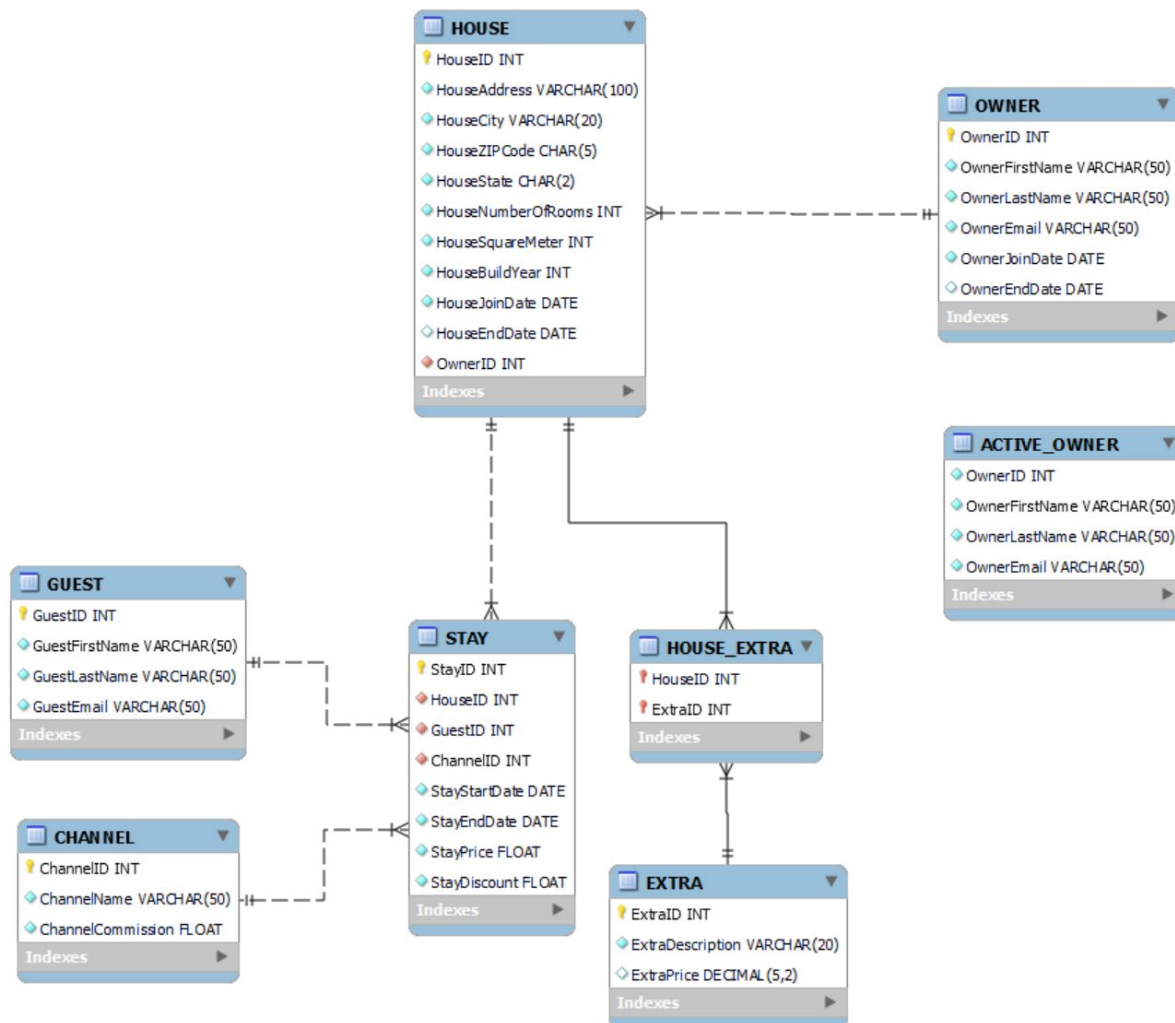 HOUSE
HouseID INT
HouseAddress VARCHAR(100)
HouseCity VARCHAR(20)
HouseZIPCode CHAR(5)
HouseState CHAR(2)
HouseNumberOfRooms INT
HouseSquareMeter INT
HouseBuildYear INT
HouseJoinDate DATE
HouseEndDate DATE
OwnerID INT
Indexes
OWNER
OwnerID INT
OwnerFirstName VARCHAR(50)
OwnerLastName VARCHAR(50)
OwnerEmail VARCHAR(50)
OwnerJoinDate DATE
OwnerEndDate DATE
Indexes
ACTIVE_OWNER
OwnerID INT
OwnerFirstName VARCHAR(50)
OwnerLastName VARCHAR(50)
OwnerEmail VARCHAR(50)
Indexes
GUEST
GuestID INT
GuestFirstName VARCHAR(50)
GuestLastName VARCHAR(50)
GuestEmail VARCHAR(50)
Indexes
STAY
StayID INT
HouseID INT
GuestID INT
ChannelID INT
StayStartDate DATE
StayEndDate DATE
StayPrice FLOAT
StayDiscount FLOAT
Indexes
HOUSE_EXTRA
HouseID INT
ExtraID INT
Indexes
CHANNEL
ChannelID INT
ChannelName VARCHAR(50)
ChannelCommission FLOAT
Indexes
EXTRA
ExtraID INT
ExtraDescription VARCHAR(20)
ExtraPrice DECIMAL(5,2)
Indexes